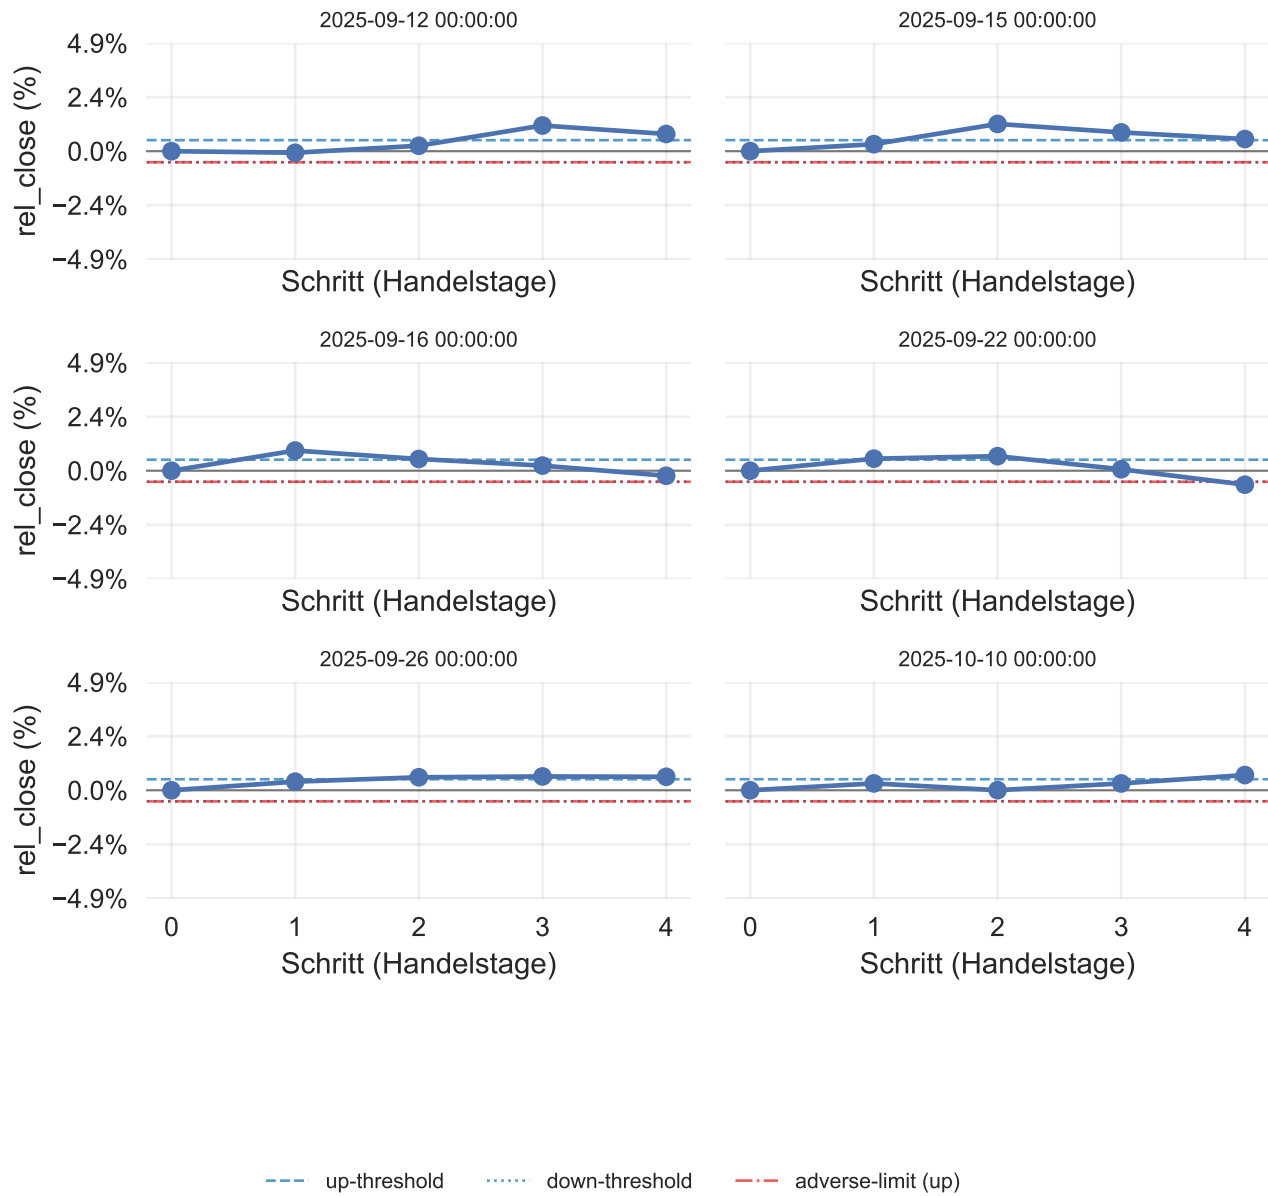 2025-09-12 00:00:00
2025-09-15 00:00:00
4.9%
2.4%
0.0%
−2.4%
−4.9%
rel_close (%)
Schritt (Handelstage)
Schritt (Handelstage)
2025-09-16 00:00:00
2025-09-22 00:00:00
4.9%
2.4%
0.0%
−2.4%
−4.9%
rel_close (%)
Schritt (Handelstage)
Schritt (Handelstage)
2025-09-26 00:00:00
2025-10-10 00:00:00
4.9%
2.4%
0.0%
−2.4%
−4.9%
rel_close (%)
0 1 2 3 4
0 1 2 3 4
Schritt (Handelstage)
Schritt (Handelstage)
up-threshold
down-threshold
adverse-limit (up)